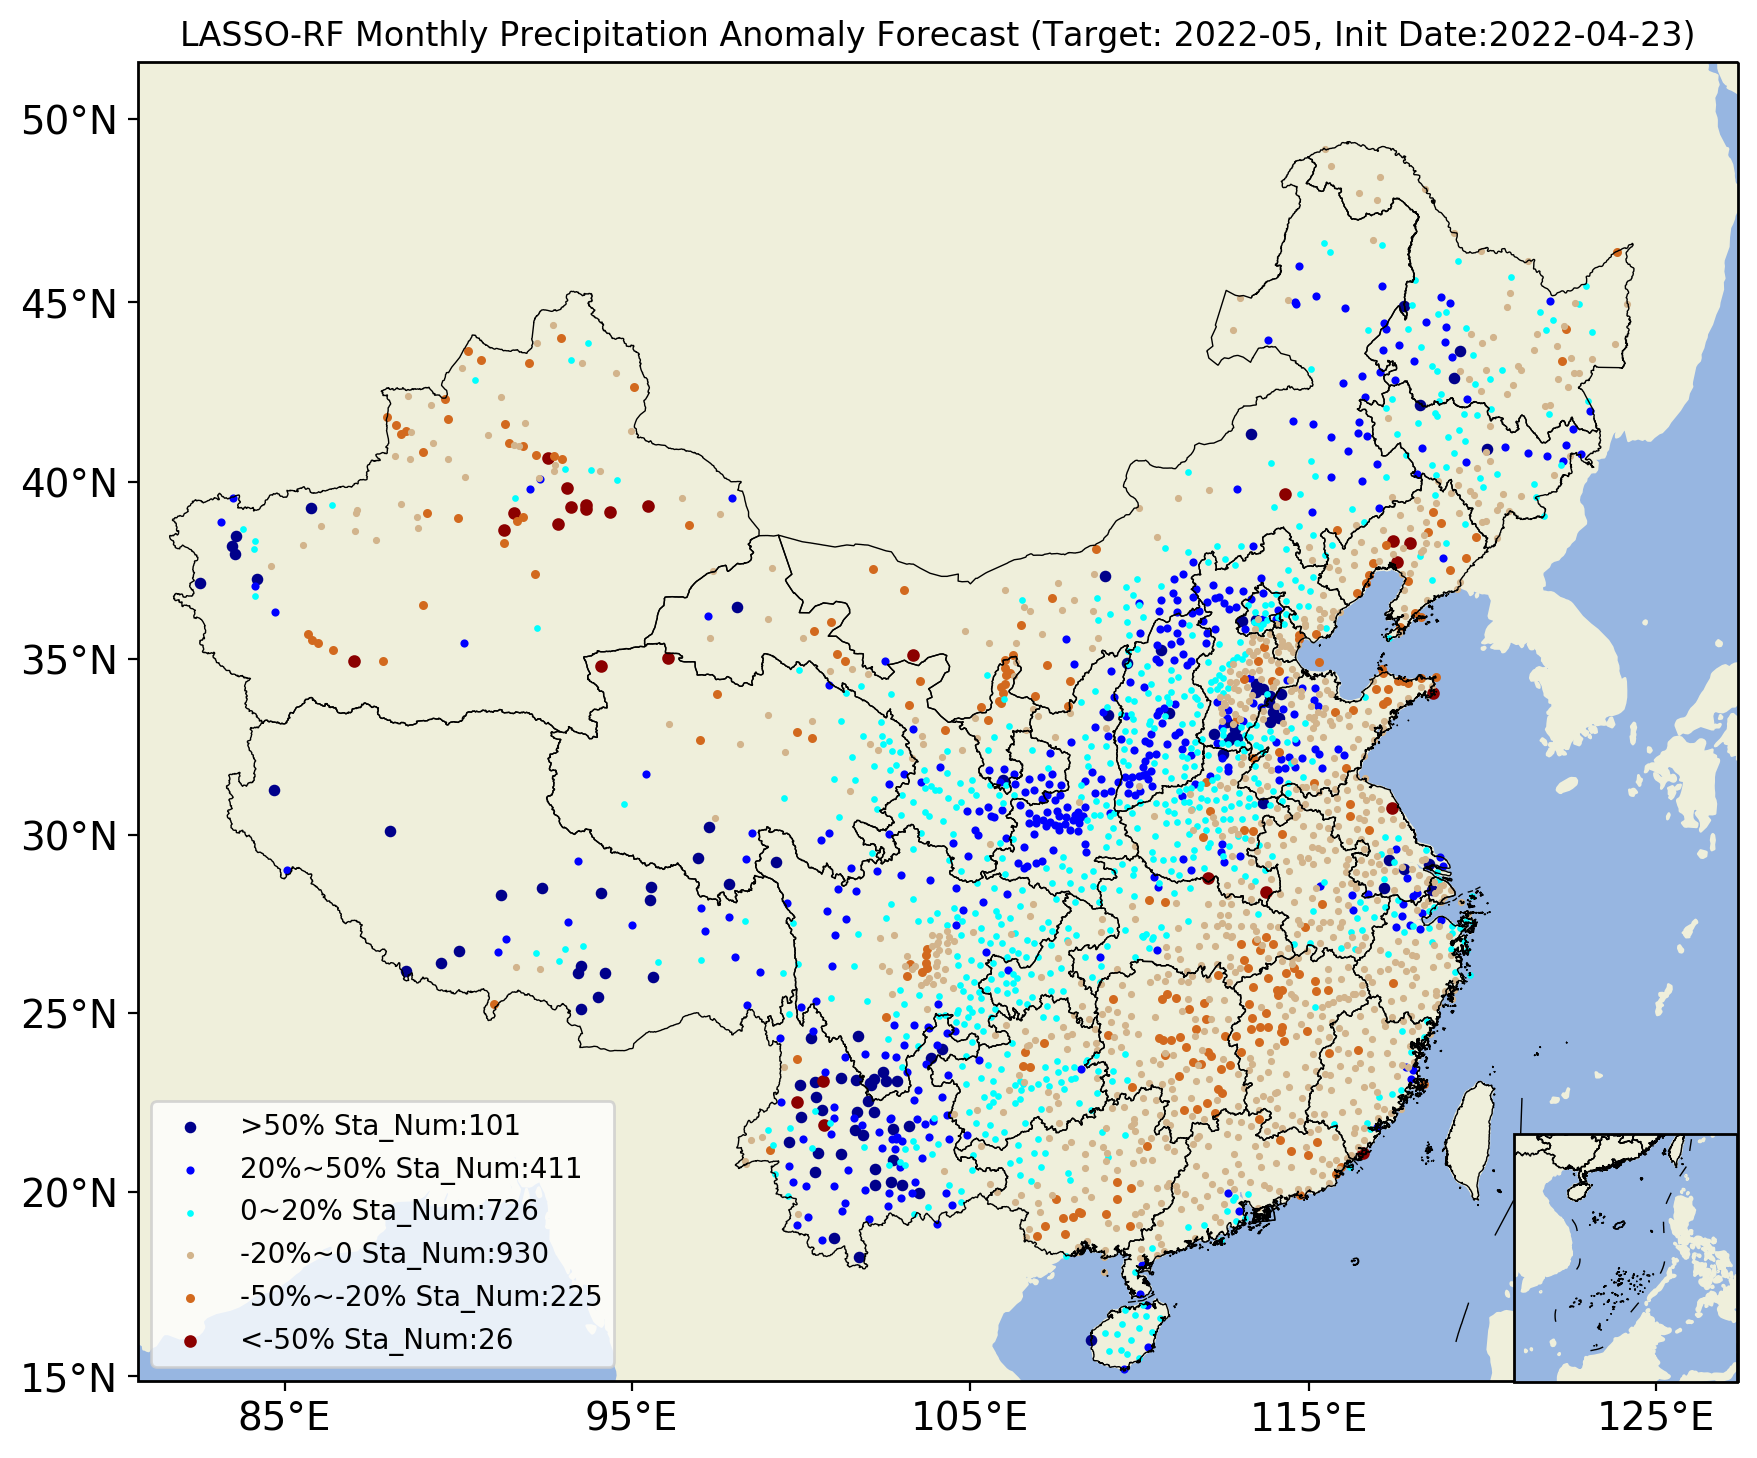 LASSO-RF Monthly Precipitation Anomaly Forecast (Target: 2022-05, Init Date:2022-04-23)
50°N
45°N
40°N
35°N
30°N
25°N
20°N
15°N
>50% Sta_Num:101
20%~50% Sta_Num:411
0~20% Sta_Num:726
-20%~0 Sta_Num:930
-50%~-20% Sta_Num:225
<-50% Sta_Num:26
85°E
95°E
105°E
115°E
125°E